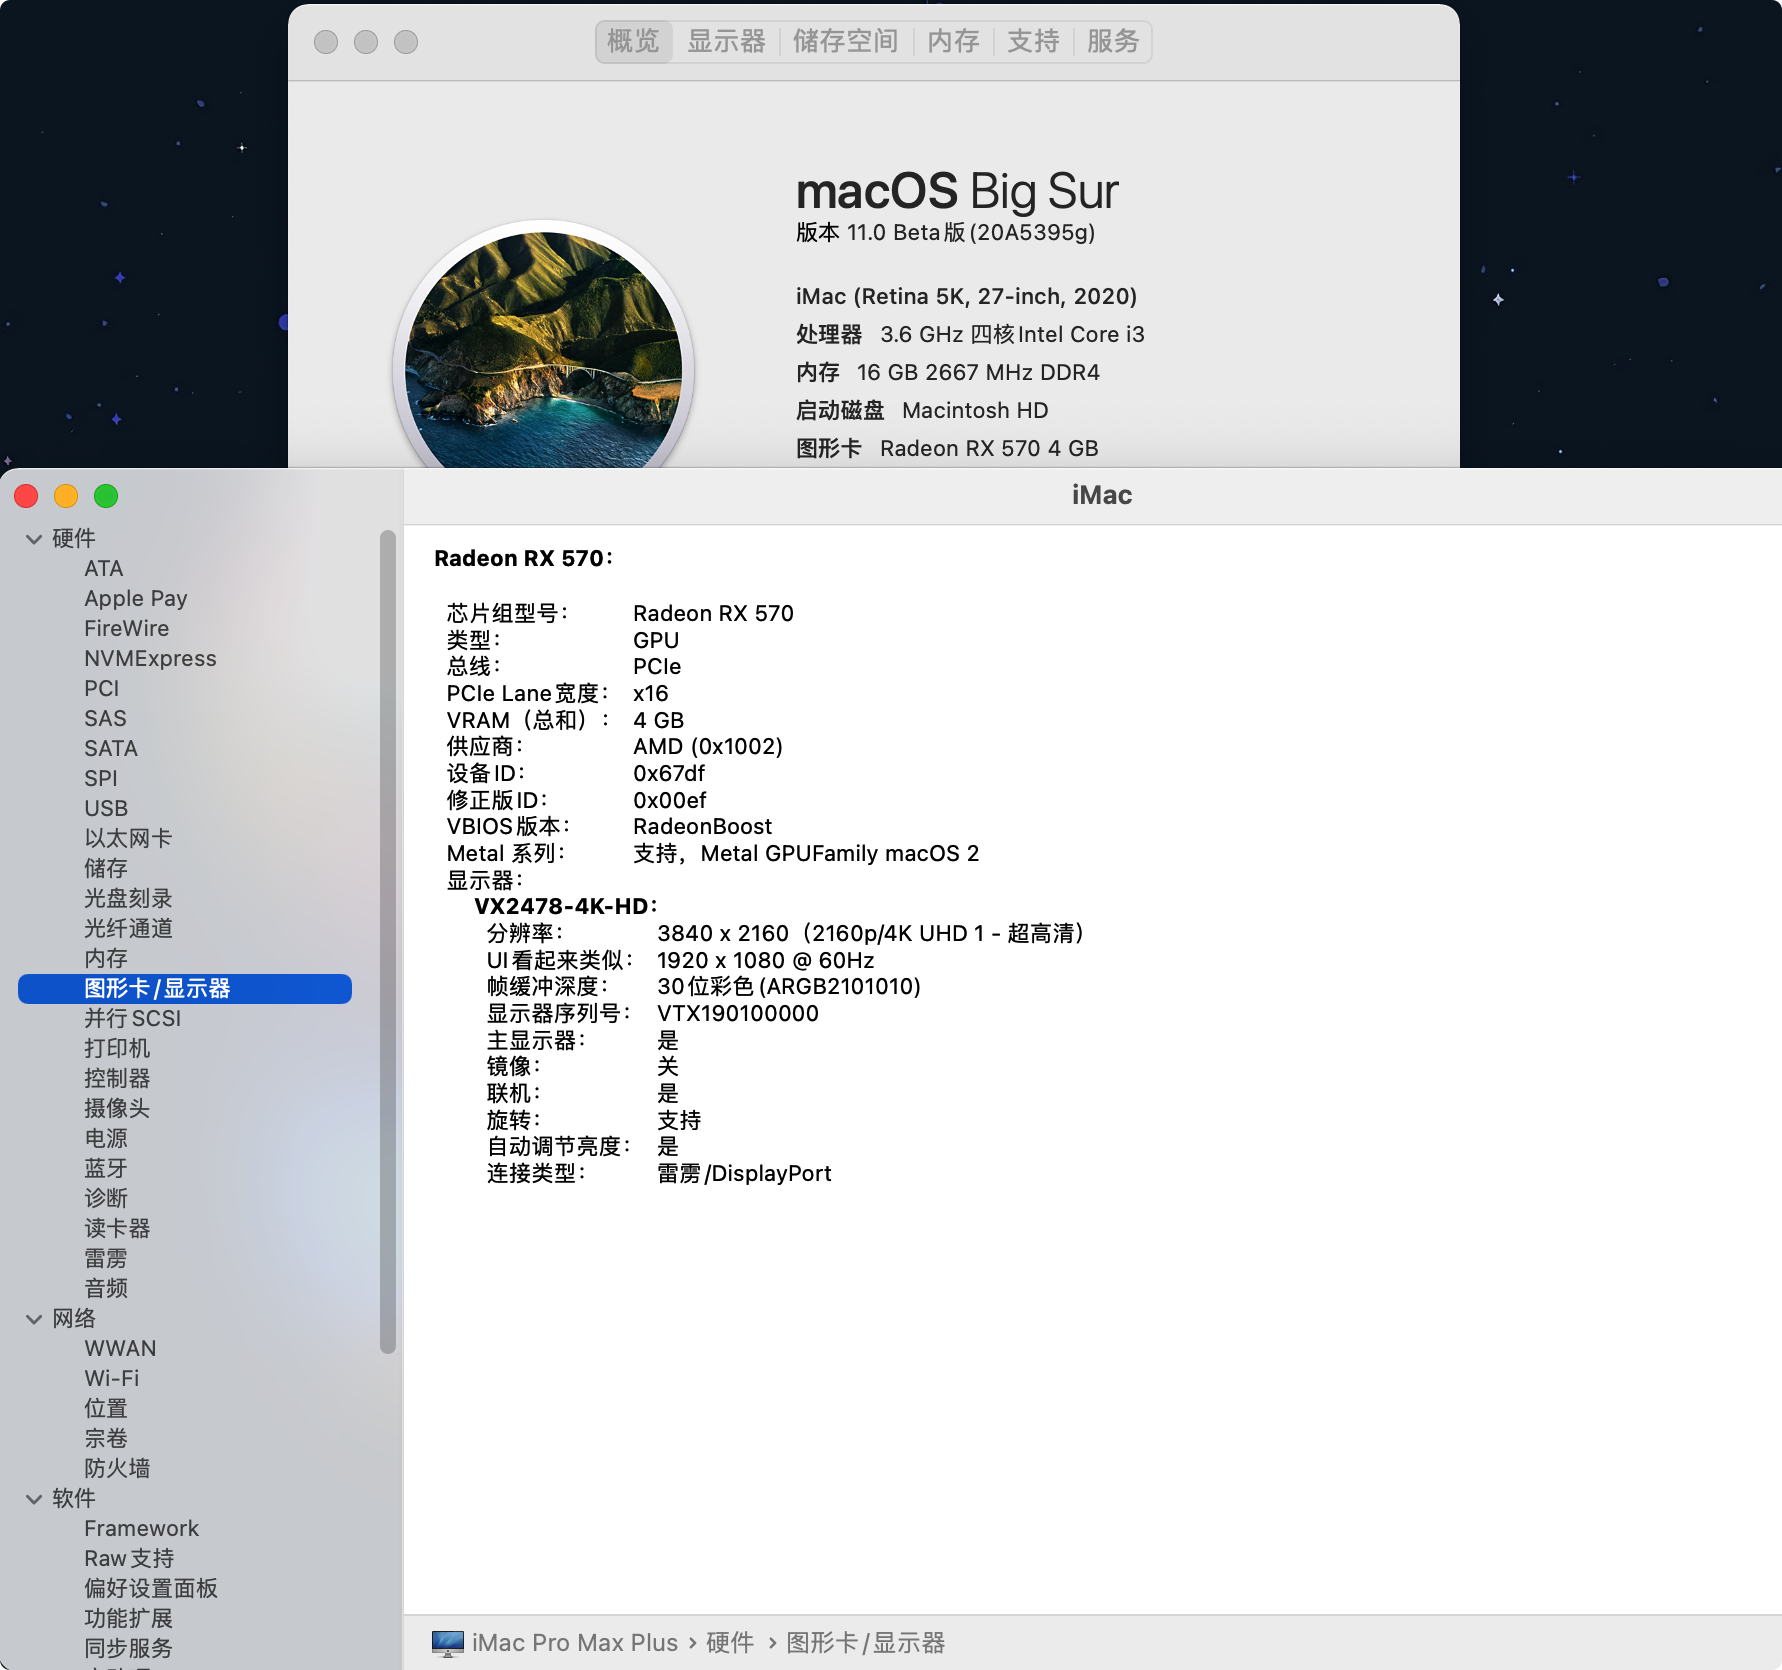 概览 显示器 储存空间 内存 支持 服务
macOS Big Sur
版本 11.0 Beta版(20A5395g)
iMac (Retina 5K, 27-inch, 2020)
处理器 3.6 GHz 四核Intel Core i3
内存 16 GB 2667 MHz DDR4
启动磁盘 Macintosh HD
图形卡 Radeon RX 570 4 GB
iMac
硬件
ATA
Apple Pay
FireWire
NVMExpress
PCI
SAS
SATA
SPI
USB
以太网卡
储存
光盘刻录
光纤通道
内存
图形卡/显示器
并行SCSI
打印机
控制器
摄像头
电源
蓝牙
诊断
读卡器
雷雳
音频
网络
WWAN
Wi-Fi
位置
宗卷
防火墙
软件
Framework
Raw支持
偏好设置面板
功能扩展
同步服务
Radeon RX 570：
芯片组型号： Radeon RX 570
类型： GPU
总线： PCIe
PCIe Lane宽度： x16
VRAM（总和）： 4 GB
供应商： AMD (0x1002)
设备ID： 0x67df
修正版ID： 0x00ef
VBIOS版本： RadeonBoost
Metal 系列： 支持，Metal GPUFamily macOS 2
显示器：
VX2478-4K-HD：
分辨率： 3840 x 2160（2160p/4K UHD 1 - 超高清）
UI看起来类似： 1920 x 1080 @ 60Hz
帧缓冲深度： 30位彩色(ARGB2101010)
显示器序列号： VTX190100000
主显示器： 是
镜像： 关
联机： 是
旋转： 支持
自动调节亮度： 是
连接类型： 雷雳/DisplayPort
iMac Pro Max Plus › 硬件 › 图形卡/显示器